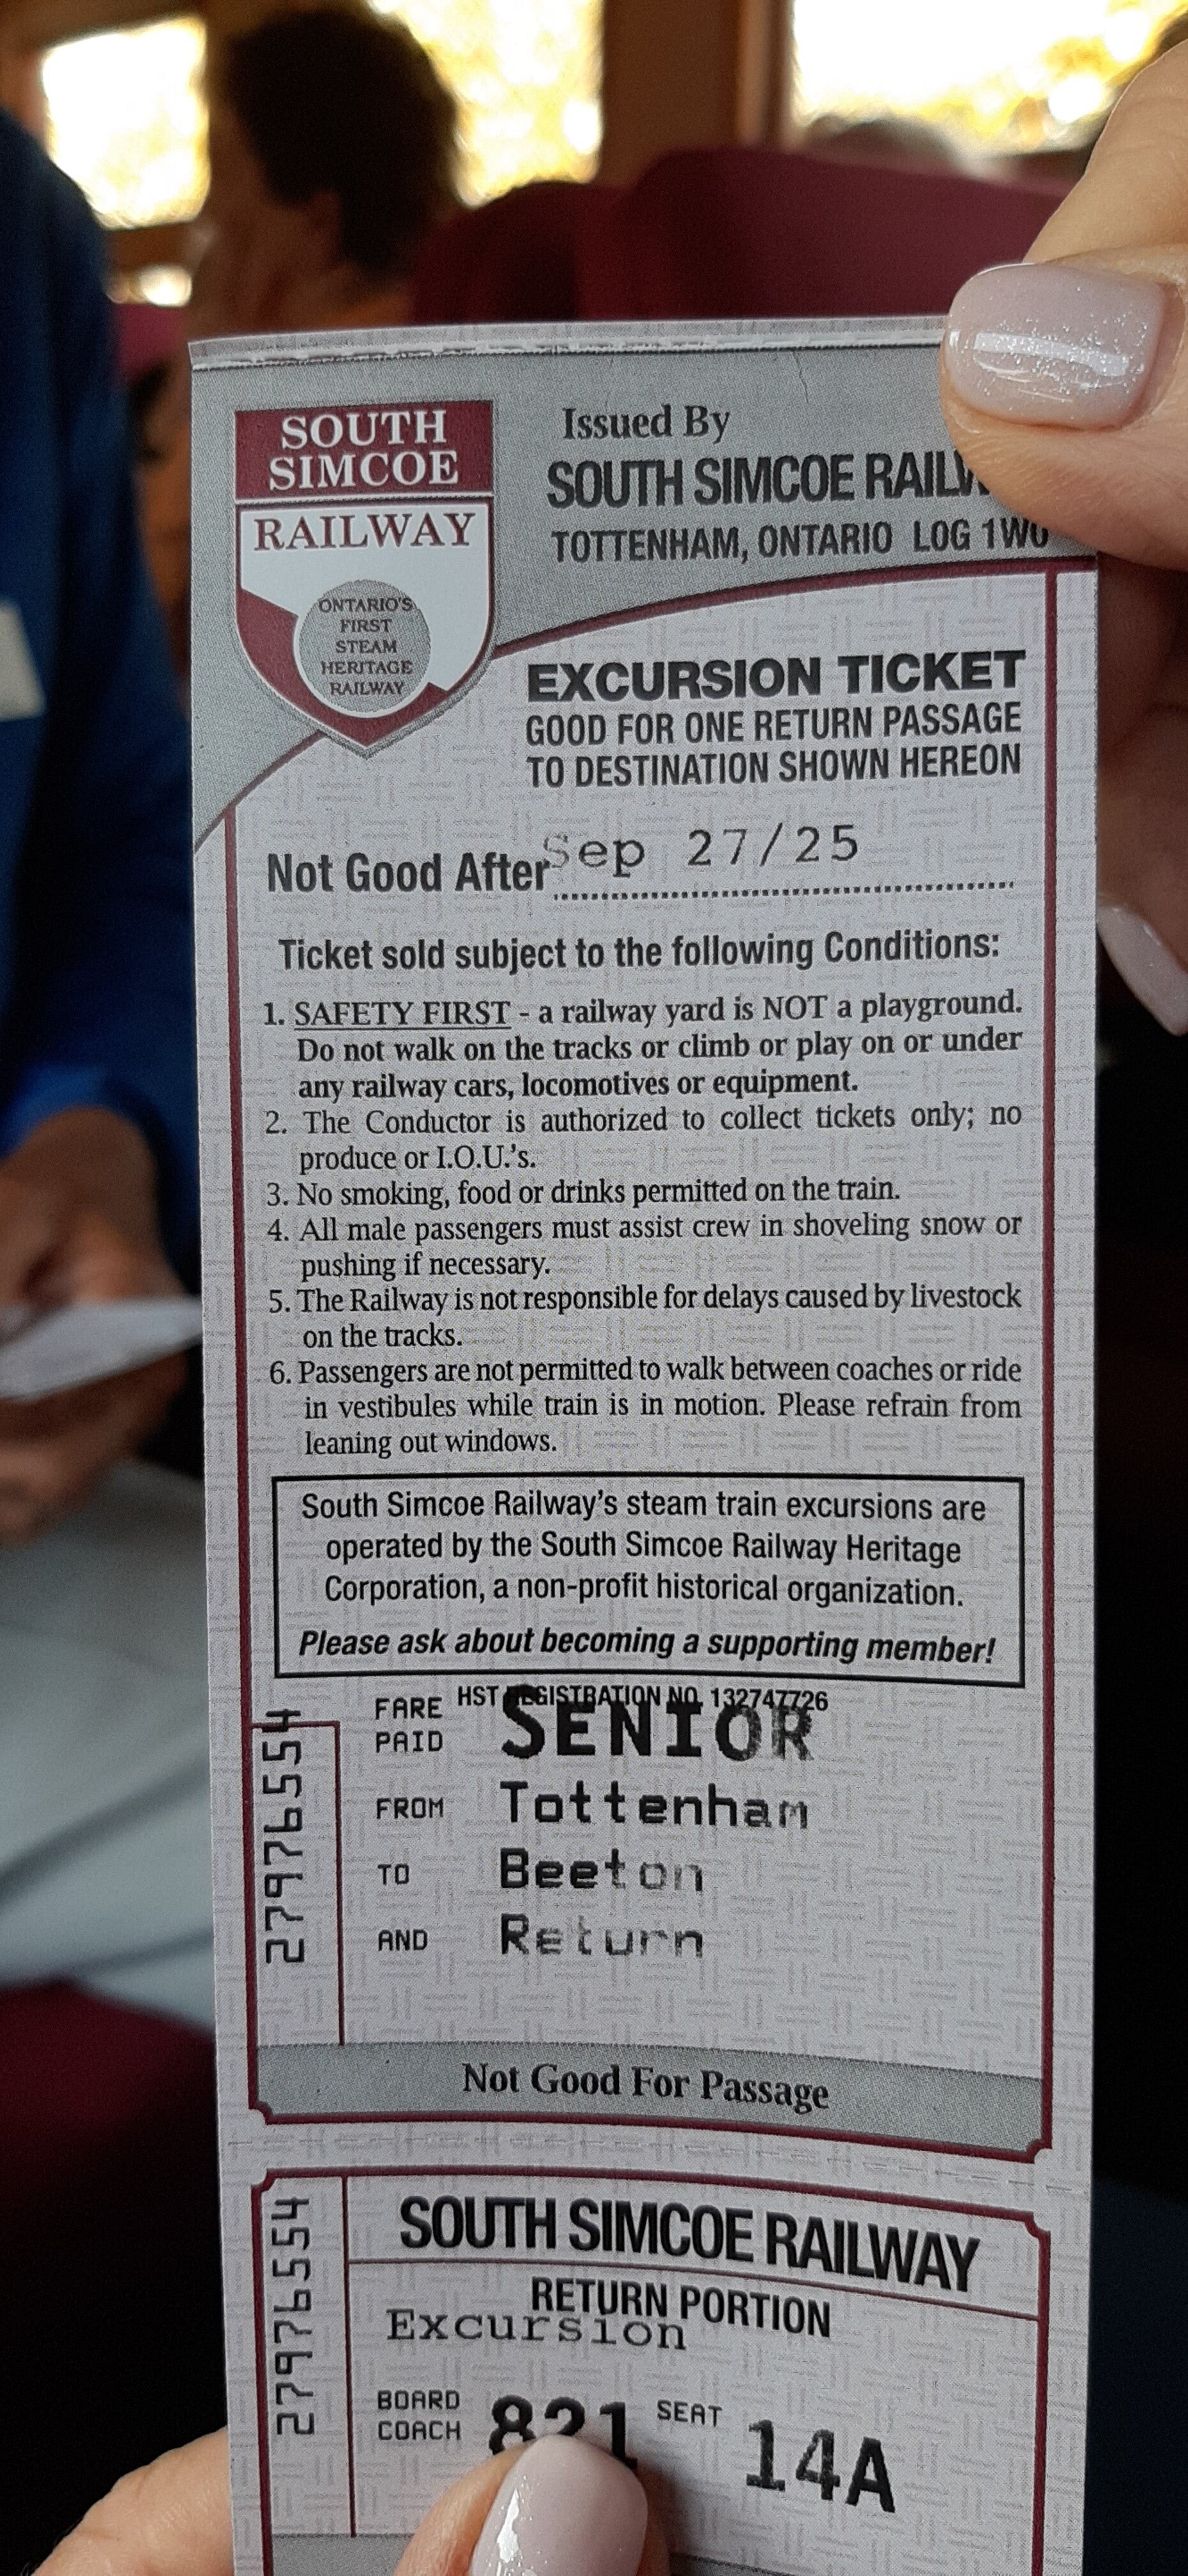 SOUTH
SIMCOE
RAILWAY
ONTARIO'S
FIRST
STEAM
HERITAGE
RAILWAY
Issued By
SOUTH SIMCOE
TOTTENHAM, ONTARIO L0G 1W0
EXCURSION TICKET
GOOD FOR ONE RETURN PASSAGE
TO DESTINATION SHOWN HEREON
Not Good After Sep 27/25
Ticket sold subject to the following Conditions:
1. SAFETY FIRST - a railway yard is NOT a playground.
Do not walk on the tracks or climb or play on or under
any railway cars, locomotives or equipment.
2. The Conductor is authorized to collect tickets only; no
produce or I.O.U.'s.
3. No smoking, food or drinks permitted on the train.
4. All male passengers must assist crew in shoveling snow or
pushing if necessary.
5. The Railway is not responsible for delays caused by livestock
on the tracks.
6. Passengers are not permitted to walk between coaches or ride
in vestibules while train is in motion. Please refrain from
leaning out windows.
South Simcoe Railway's steam train excursions are
operated by the South Simcoe Railway Heritage
Corporation, a non-profit historical organization.
Please ask about becoming a supporting member!
HST REGISTRATION NO. 132747726
FARE
PAID SENIOR
FROM Tottenham
TO Beeton
AND Return
27976554
Not Good For Passage
27976554
SOUTH SIMCOE RAILWAY
RETURN PORTION
Excursion
BOARD
COACH 821 SEAT 14A